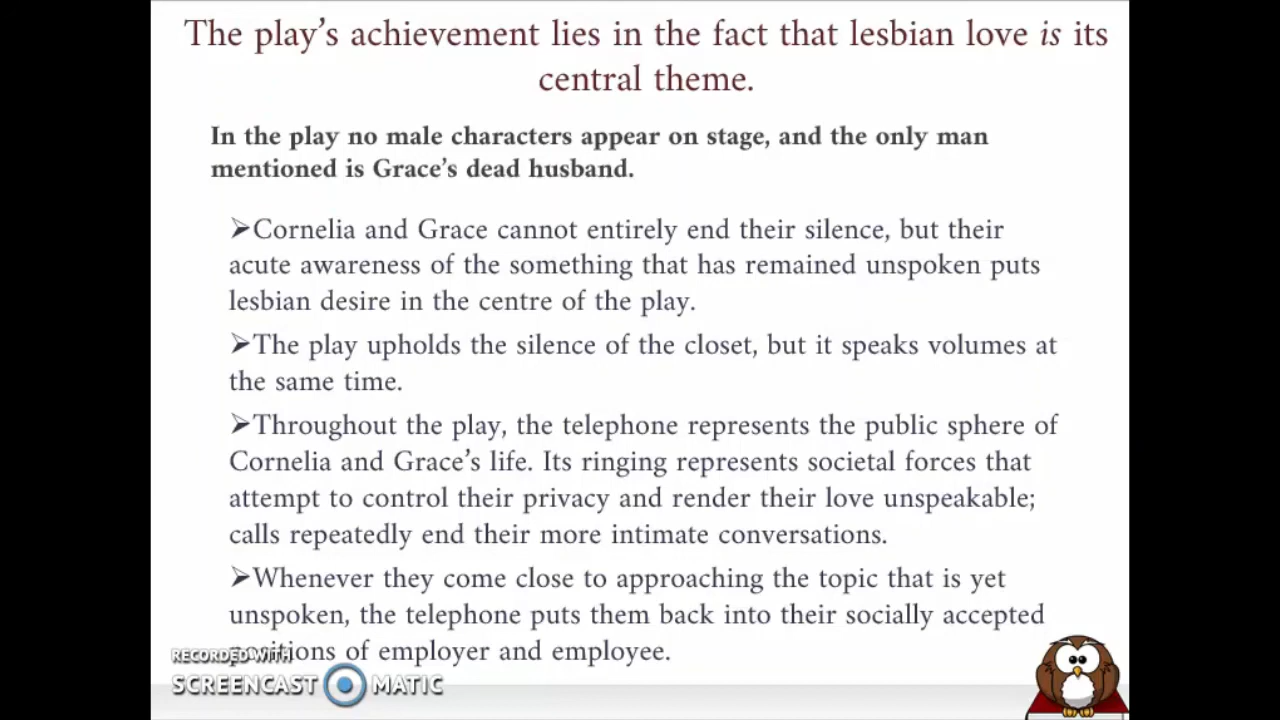 The play's achievement lies in the fact that lesbian love is its
central theme.
In the play no male characters appear on stage, and the only man
mentioned is Grace's dead husband.
➢Cornelia and Grace cannot entirely end their silence, but their
acute awareness of the something that has remained unspoken puts
lesbian desire in the centre of the play.
➢The play upholds the silence of the closet, but it speaks volumes at
the same time.
➢Throughout the play, the telephone represents the public sphere of
Cornelia and Grace's life. Its ringing represents societal forces that
attempt to control their privacy and render their love unspeakable;
calls repeatedly end their more intimate conversations.
➢Whenever they come close to approaching the topic that is yet
unspoken, the telephone puts them back into their socially accepted
positions of employer and employee.
RECORDED WITH
SCREENCAST MATIC